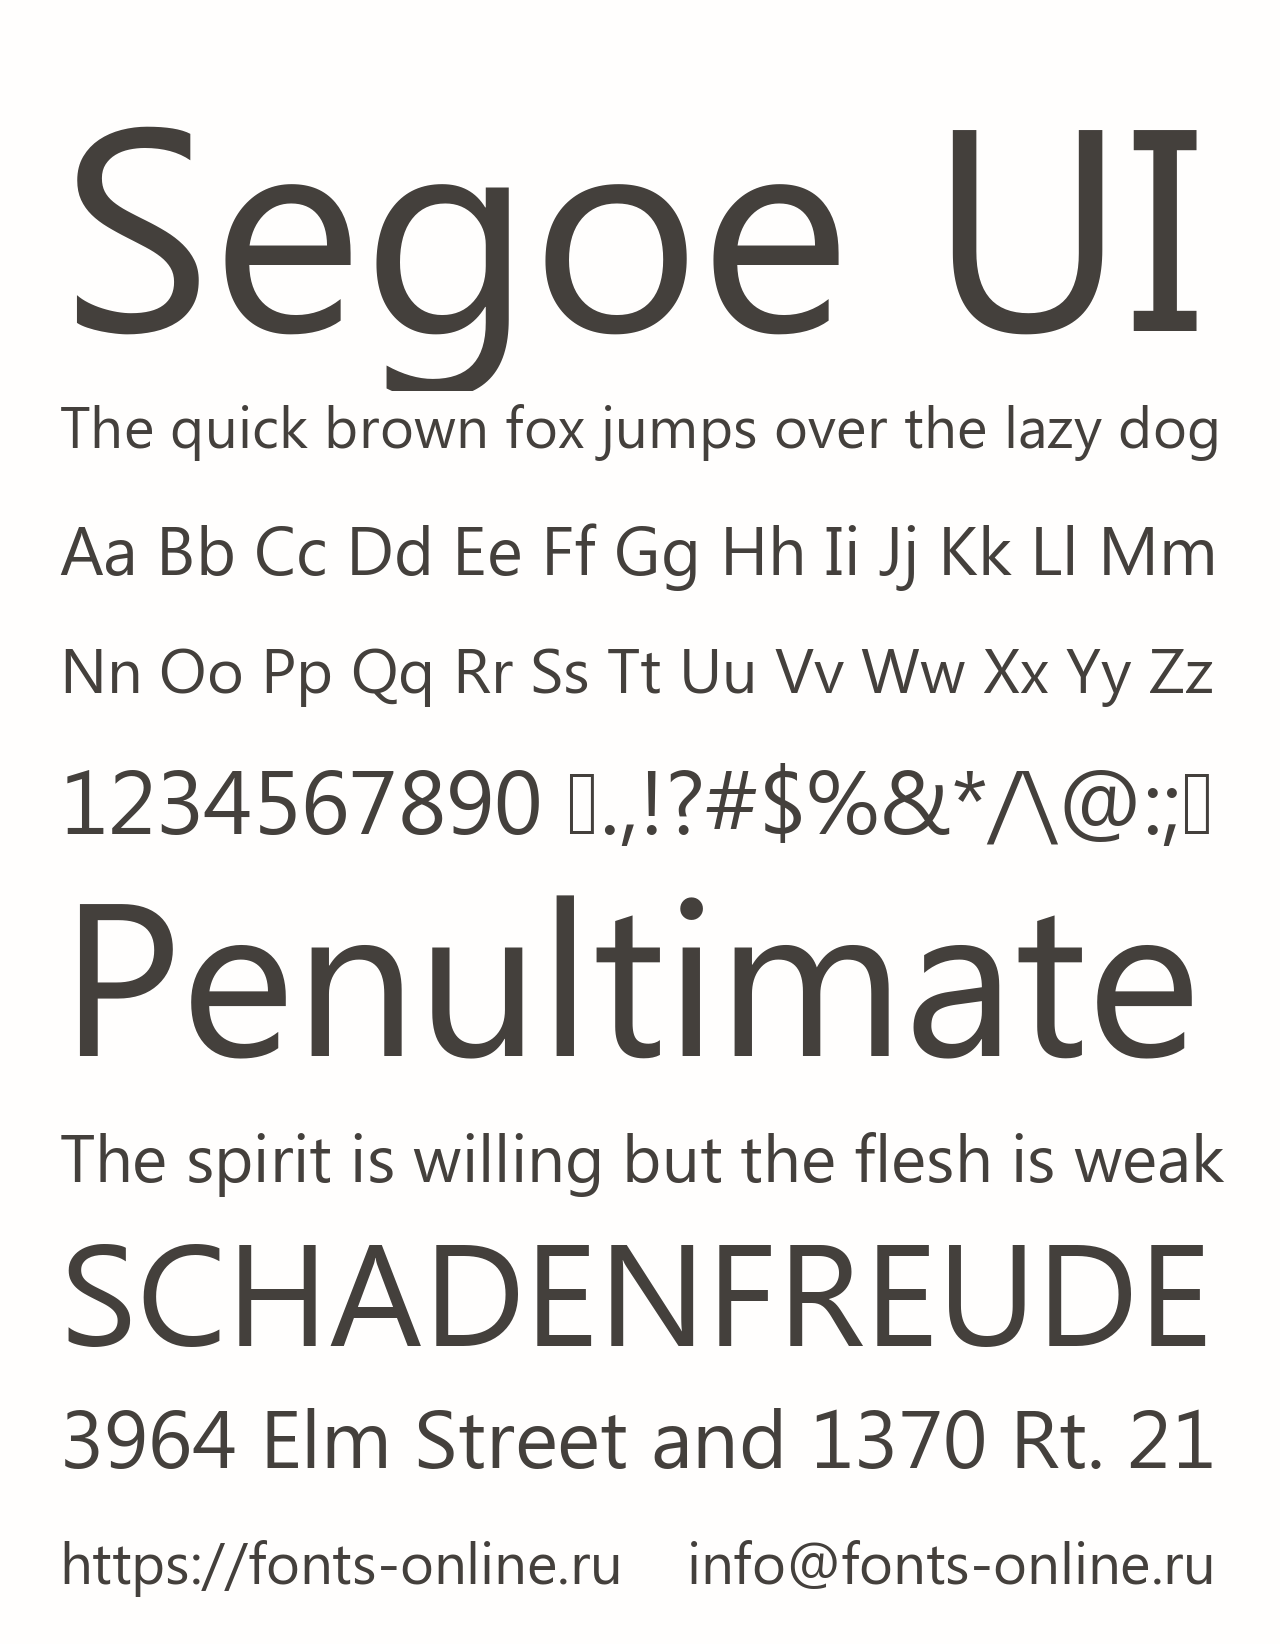 Segoe UI
The quick brown fox jumps over the lazy dog
Aa Bb Cc Dd Ee Ff Gg Hh Ii Jj Kk Ll Mm
Nn Oo Pp Qq Rr Ss Tt Uu Vv Ww Xx Yy Zz
1234567890 ▯.,!?#$%&*/\@:;▯
Penultimate
The spirit is willing but the flesh is weak
SCHADENFREUDE
3964 Elm Street and 1370 Rt. 21
https://fonts-online.ru info@fonts-online.ru